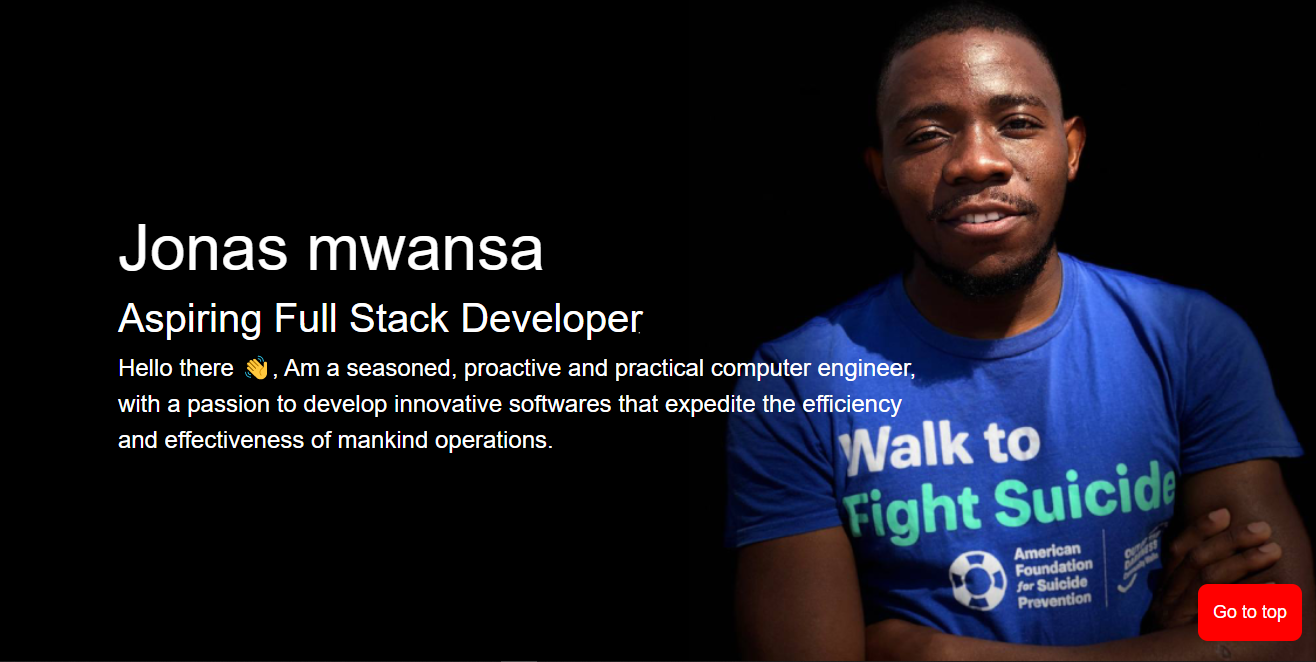 Jonas mwansa
Aspiring Full Stack Developer
Hello there 👋, Am a seasoned, proactive and practical computer engineer,
with a passion to develop innovative softwares that expedite the efficiency
and effectiveness of mankind operations.
Walk to
Fight Suicide
American
Foundation
for Suicide
Prevention
Go to top